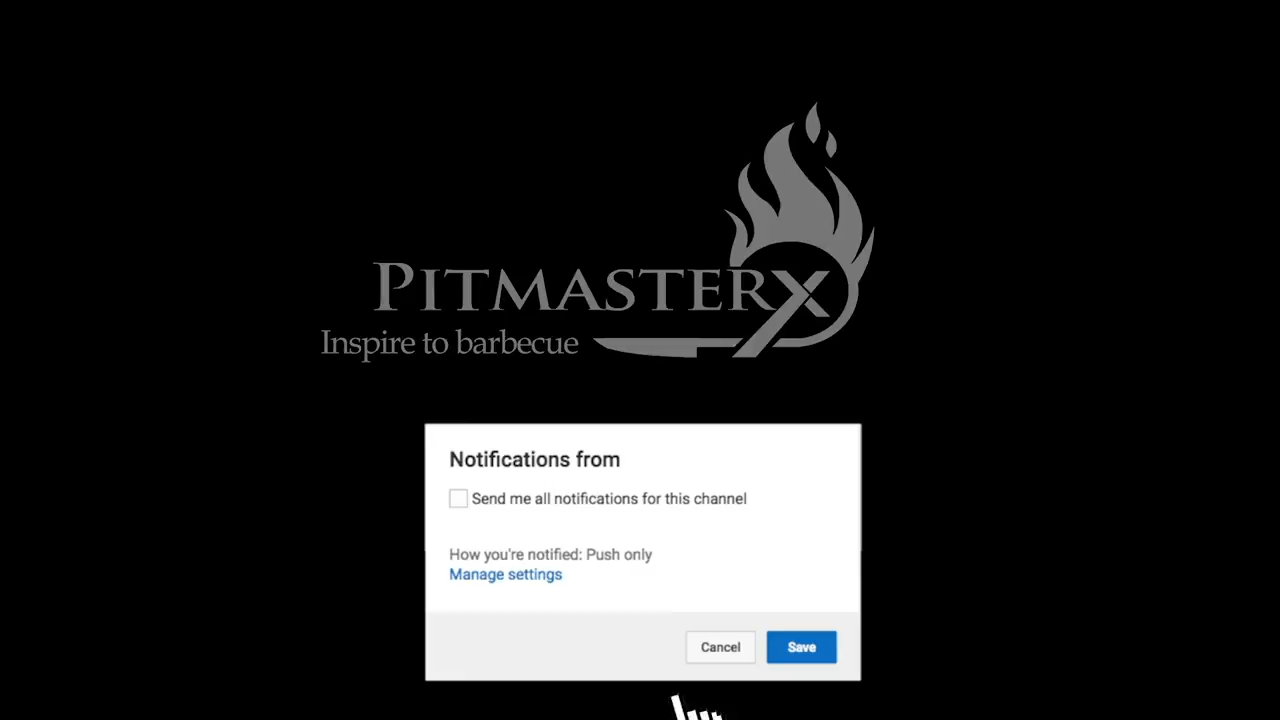 PITMASTERX
Inspire to barbecue
Notifications from
Send me all notifications for this channel
How you're notified: Push only
Manage settings
Cancel
Save